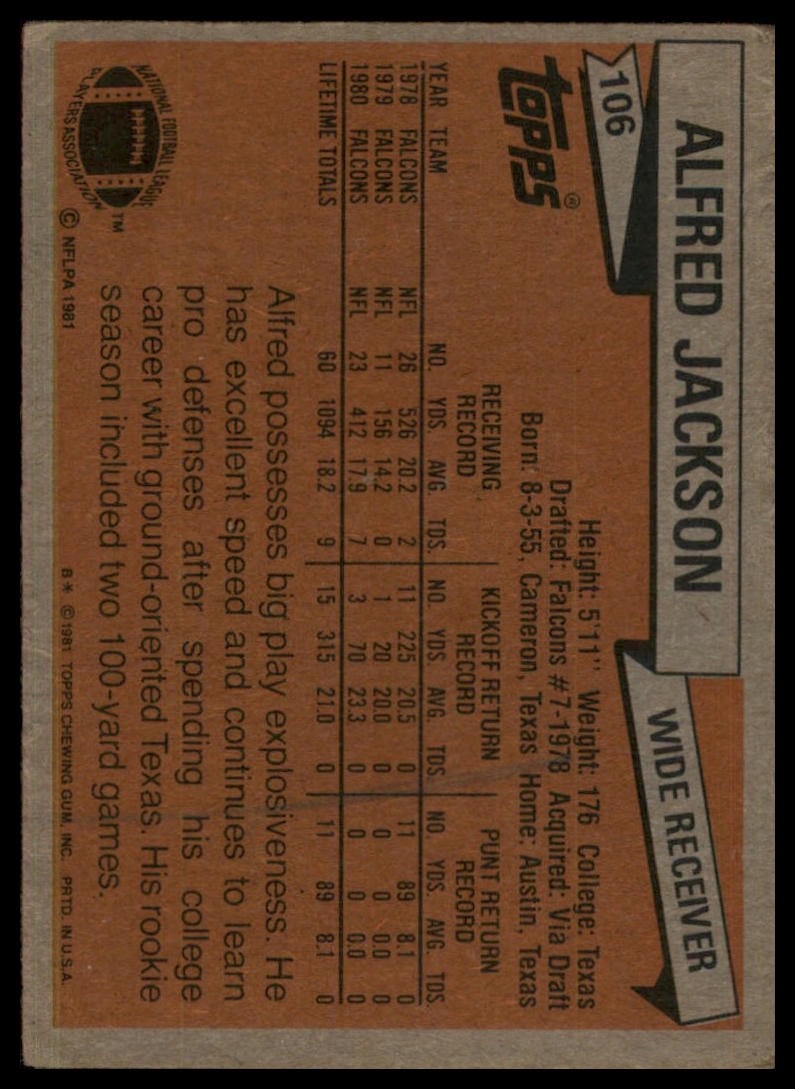 106
ALFRED JACKSON
WIDE RECEIVER
TOPPS®
Height: 5'11" Weight: 176 College: Texas
Drafted: Falcons #7-1978 Acquired: Via Draft
Born: 8-3-55, Cameron, Texas Home: Austin, Texas
RECEIVING RECORD KICKOFF RETURN RECORD PUNT RETURN RECORD
YEAR TEAM NO. YDS. AVG. TDS. NO. YDS. AVG. TDS. NO. YDS. AVG. TDS.
1978 FALCONS NFL 26 526 20.2 2 11 225 20.5 0 11 89 8.1 0
1979 FALCONS NFL 11 156 14.2 0 1 20 20.0 0 0 0 0.0 0
1980 FALCONS NFL 23 412 17.9 7 3 70 23.3 0 0 0 0.0 0
LIFETIME TOTALS 60 1094 18.2 9 15 315 21.0 0 11 89 8.1 0
Alfred possesses big play explosiveness. He
has excellent speed and continues to learn
pro defenses after spending his college
career with ground-oriented Texas. His rookie
season included two 100-yard games.
NATIONAL FOOTBALL LEAGUE
PLAYERS ASSOCIATION
TM
© NFLPA 1981
B* © 1981 TOPPS CHEWING GUM, INC. PRTD. IN U.S.A.